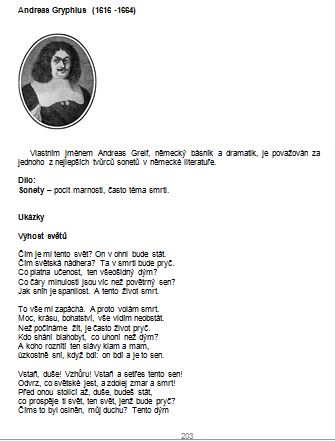 Andreas Gryphius (1616 -1664)
Vlastním jménem Andreas Greif, německý básník a dramatik, je považován za
jednoho z nejlepších tvůrců sonetů v německé literatuře.
Dílo:
Sonety – pocit marnosti, často téma smrti.
Ukázky
Výhost světů
Čím je mi tento svět? On v ohni bude stát.
Čím světská nádhera? Ta v smrti bude pryč.
Co platna učenost, ten všeošidný dým?
Co čáry minulosti jsou víc než povětrný sen?
Jak sníh je spanilost. A tento život smrt.
To vše mi zapáchá. A proto volám smrt.
Moc, krásu, bohatství, vše vidím neobstát.
Než počínáme žít, je často život pryč.
Kdo shání blahobyt, co uhoní než dým?
A koho roznítí ten slávy klam a mam,
úzkostně sní, když bdí: on bdí a je to sen.
Vstaň, duše! Vzhůru! Vstaň a setřes tento sen!
Odvrz, co světské jest, a zdolej zmar a smrt!
Před onou stolicí až, duše, budeš stát,
co prospěje ti svět, ten svět, jenž bude pryč?
Čims to byl oslněn, můj duchu? Tento dým
203